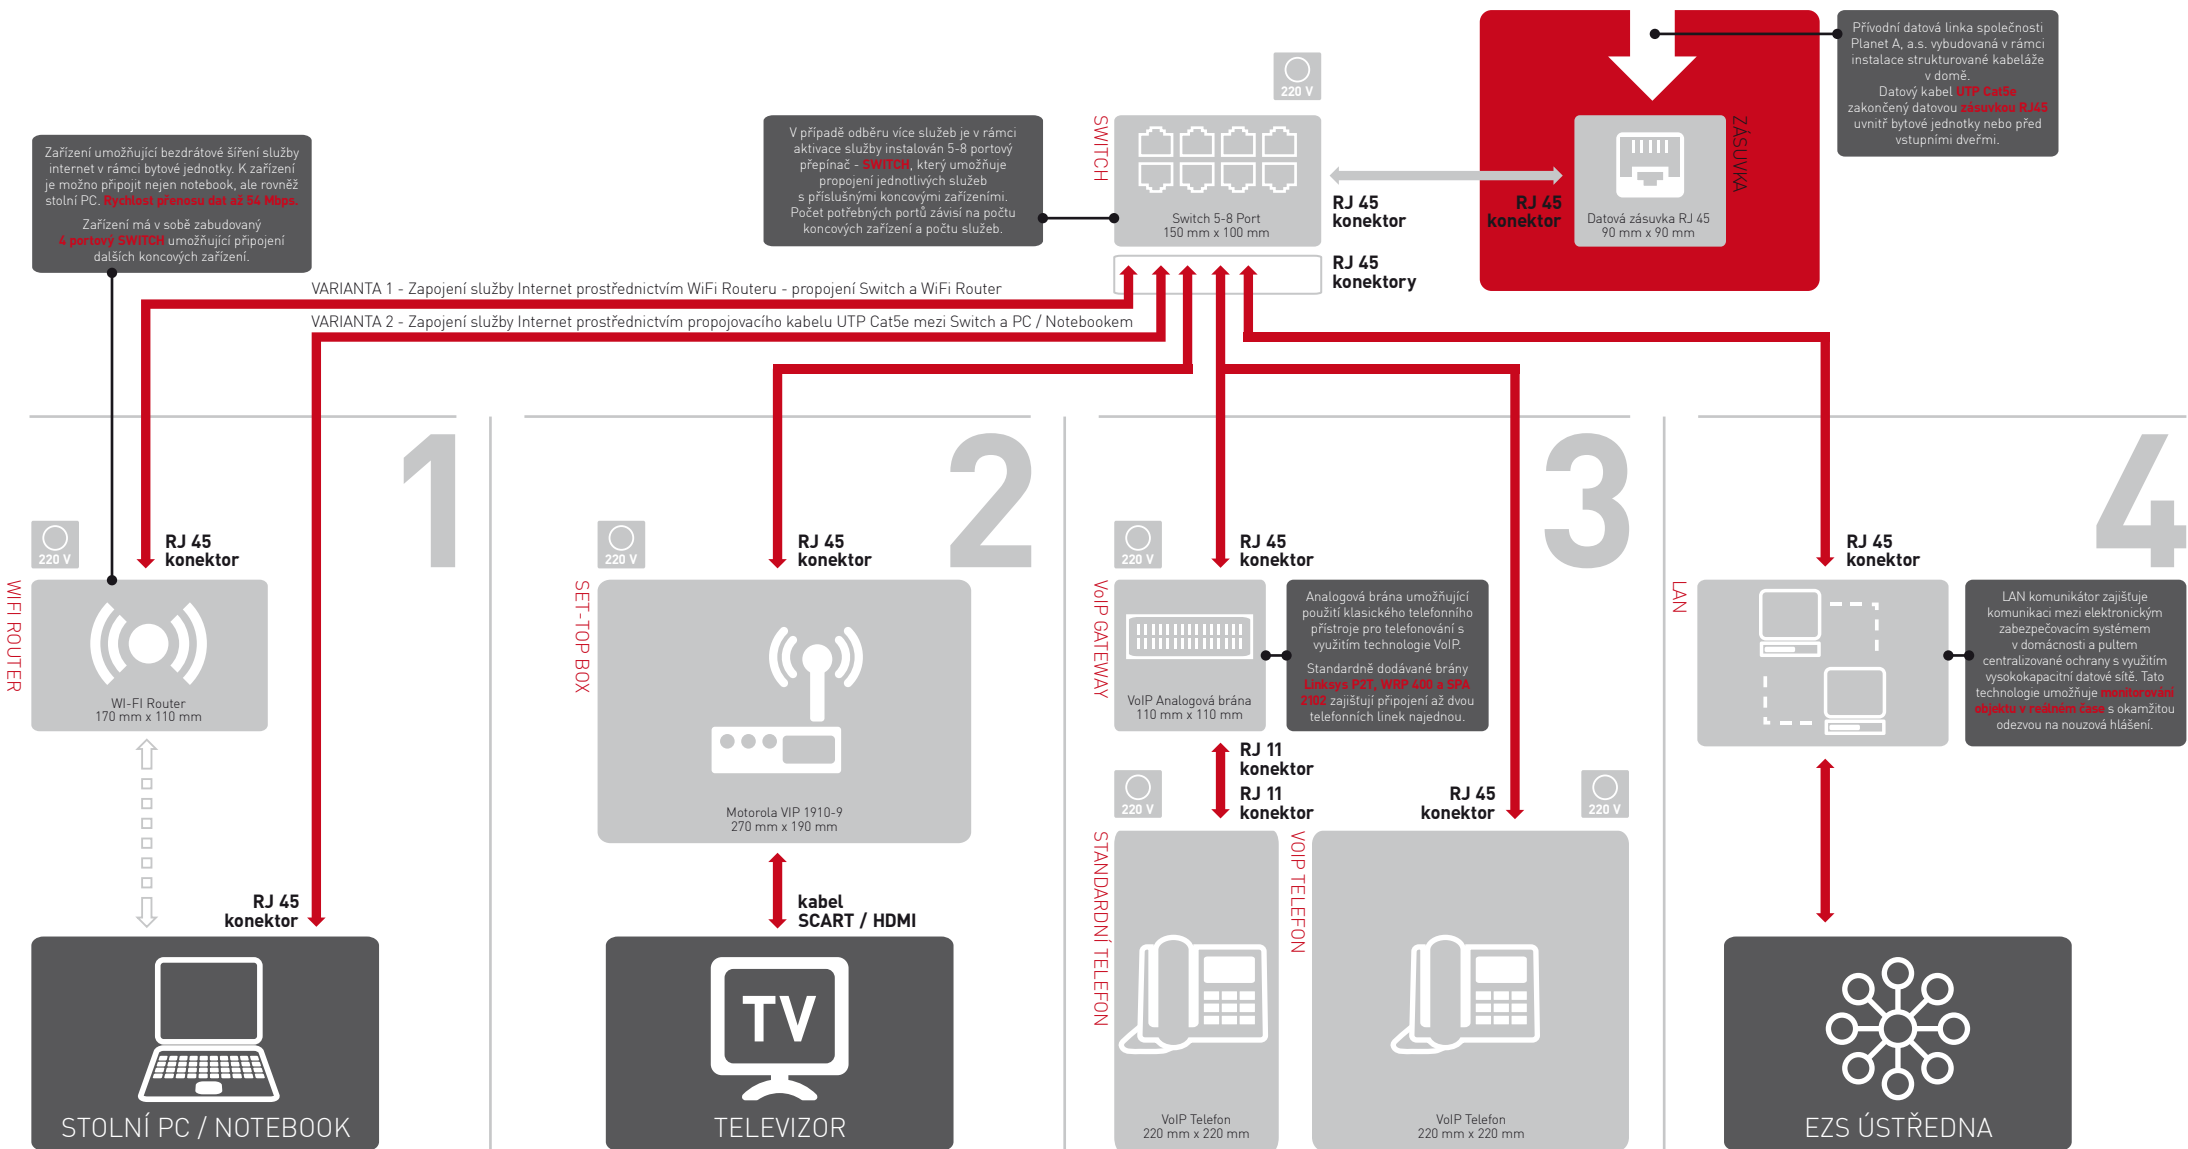 Přívodní datová linka společnosti
Planet A, a.s. vybudovaná v rámci
instalace strukturované kabeláže
v domě.
Datový kabel UTP Cat5e
zakončený datovou zásuvkou RJ45
uvnitř bytové jednotky nebo před
vstupními dveřmi.
220 V
Zařízení umožňující bezdrátové šíření služby
internet v rámci bytové jednotky. K zařízení
je možno připojit nejen notebook, ale rovněž
stolní PC. Rychlost přenosu dat až 54 Mbps.
Zařízení má v sobě zabudovaný
4 portový SWITCH umožňující připojení
dalších koncových zařízení.
V případě odběru více služeb je v rámci
aktivace služby instalován 5-8 portový
přepínač - SWITCH, který umožňuje
propojení jednotlivých služeb
s příslušnými koncovými zařízeními.
Počet potřebných portů závisí na počtu
koncových zařízení a počtu služeb.
SWITCH
Switch 5-8 Port
150 mm x 100 mm
RJ 45
konektor
RJ 45
konektor
ZÁSUVKA
Datová zásuvka RJ 45
90 mm x 90 mm
RJ 45
konektory
VARIANTA 1 - Zapojení služby Internet prostřednictvím WiFi Routeru - propojení Switch a WiFi Router
VARIANTA 2 - Zapojení služby Internet prostřednictvím propojovacího kabelu UTP Cat5e mezi Switch a PC / Notebookem
1
220 V
RJ 45
konektor
WIFI ROUTER
WI-FI Router
170 mm x 110 mm
RJ 45
konektor
STOLNÍ PC / NOTEBOOK
2
220 V
RJ 45
konektor
SET-TOP BOX
Motorola VIP 1910-9
270 mm x 190 mm
kabel
SCART / HDMI
TV
TELEVIZOR
3
220 V
RJ 45
konektor
VoIP GATEWAY
VoIP Analogová brána
110 mm x 110 mm
Analogová brána umožňující
použití klasického telefonního
přístroje pro telefonování s
využitím technologie VoIP.
Standardně dodávané brány
Linksys P2T, WRP 400 a SPA
2102 zajišťují připojení až dvou
telefonních linek najednou.
RJ 11
konektor
220 V
RJ 11
konektor
RJ 45
konektor
220 V
STANDARDNÍ TELEFON
VoIP Telefon
220 mm x 220 mm
VOIP TELEFON
VoIP Telefon
220 mm x 220 mm
4
RJ 45
konektor
LAN
LAN komunikátor zajišťuje
komunikaci mezi elektronickým
zabezpečovacím systémem
v domácnosti a pultem
centralizované ochrany s využitím
vysokokapacitní datové sítě. Tato
technologie umožňuje monitorování
objektu v reálném čase s okamžitou
odezvou na nouzová hlášení.
EZS ÚSTŘEDNA